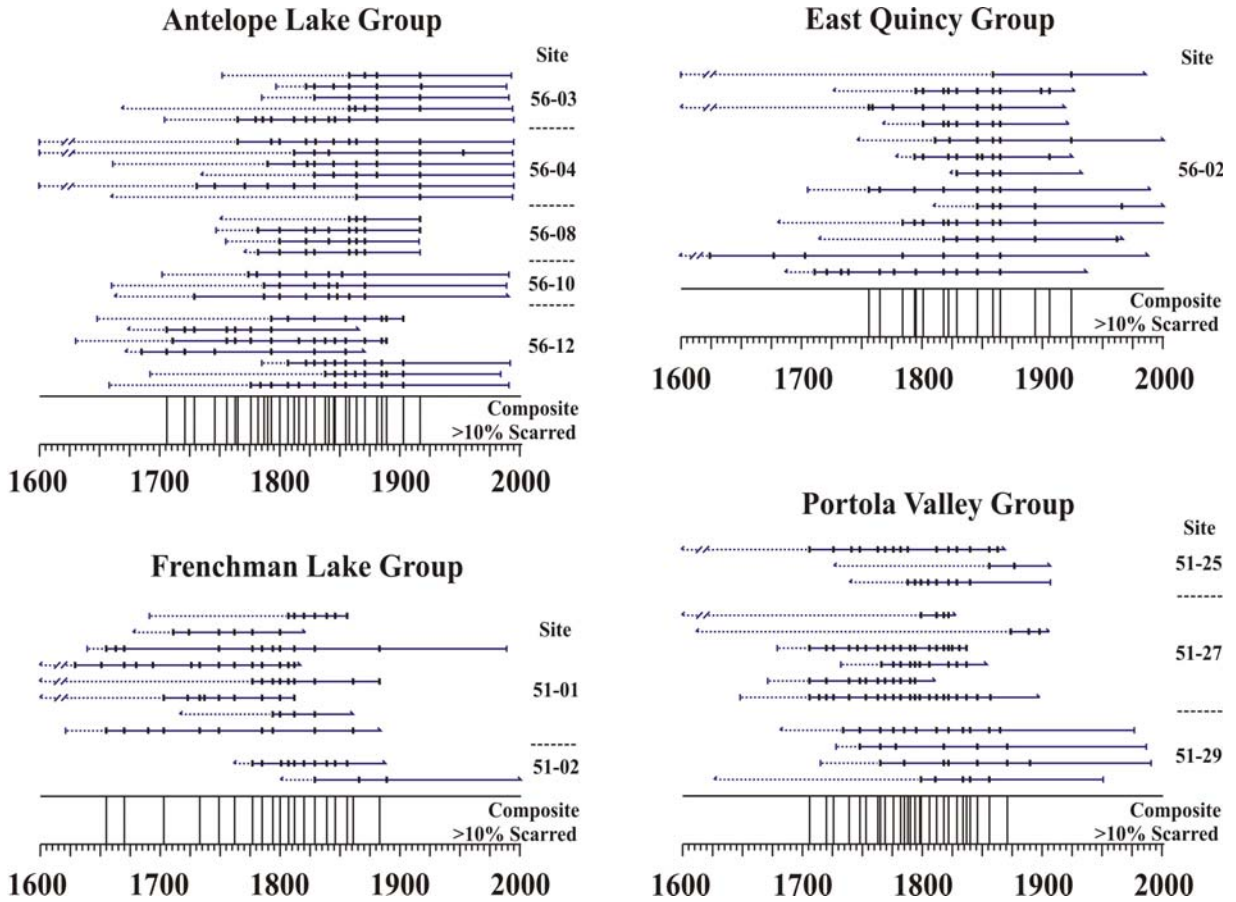 Antelope Lake Group
Site
56-03
56-04
56-08
56-10
56-12
Composite
>10% Scarred
1600 1700 1800 1900 2000
East Quincy Group
Site
56-02
Composite
>10% Scarred
1600 1700 1800 1900 2000
Frenchman Lake Group
Site
51-01
51-02
Composite
>10% Scarred
1600 1700 1800 1900 2000
Portola Valley Group
Site
51-25
51-27
51-29
Composite
>10% Scarred
1600 1700 1800 1900 2000